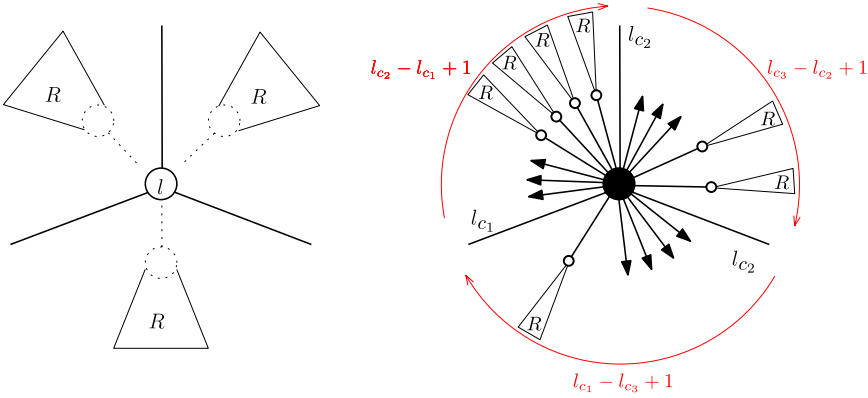 R
R
l
R
l_{c_2} - l_{c_1} + 1
R
R
R
R
l_{c_2}
l_{c_3} - l_{c_2} + 1
R
R
l_{c_1}
l_{c_2}
R
l_{c_1} - l_{c_3} + 1